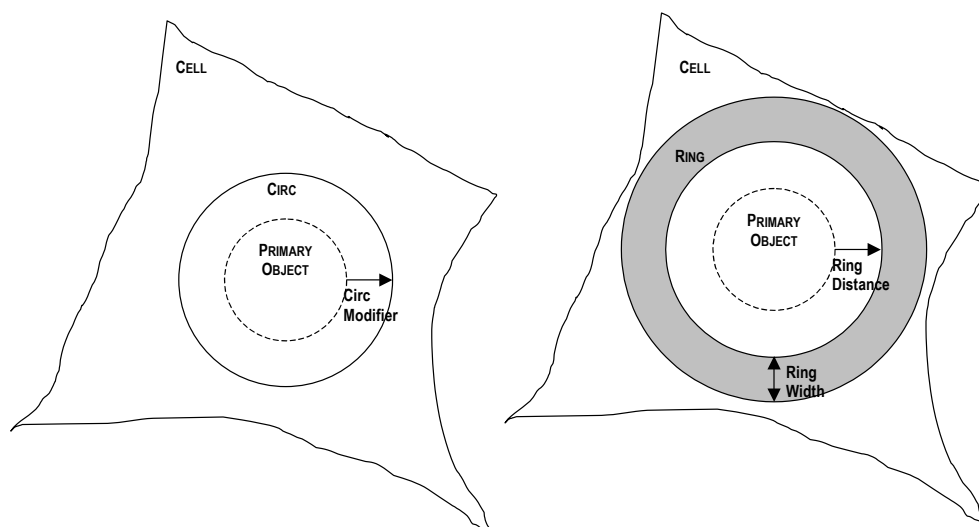 CELL
CIRC
PRIMARY
OBJECT
Circ
Modifier
CELL
RING
PRIMARY
OBJECT
Ring
Distance
Ring
Width